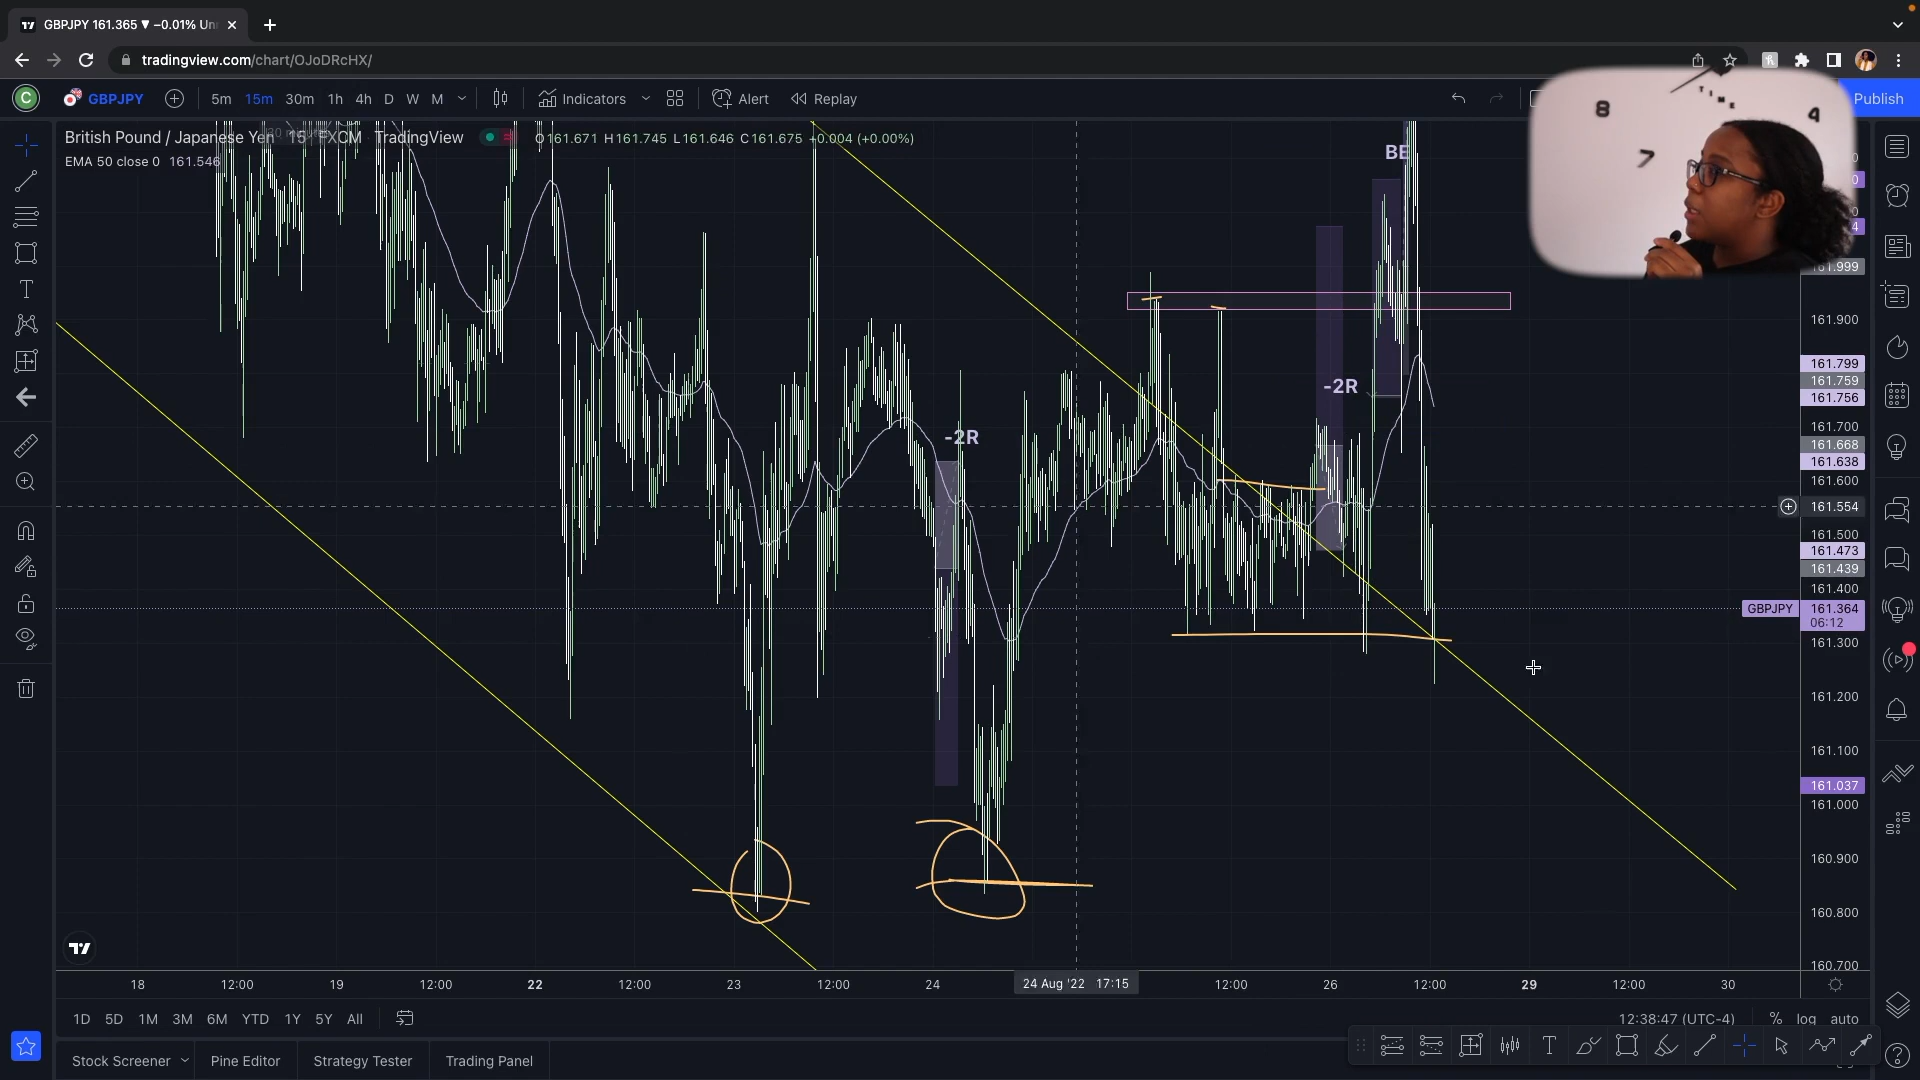 GBPJPY 161.365 ▼ −0.01% Un
tradingview.com/chart/OJoDRcHX/
C GBPJPY 5m 15m 30m 1h 4h D W M Indicators Alert Replay Publish
British Pound / Japanese Yen 15 FXCM TradingView O161.671 H161.745 L161.646 C161.675 +0.004 (+0.00%)
EMA 50 close 0 161.546
TIME
8 4
7
BE
-2R
-2R
161.999
161.900
161.799
161.759
161.756
161.700
161.668
161.638
161.600
161.554
161.500
161.473
161.439
161.400
GBPJPY 161.364
06:12
161.300
161.200
161.100
161.037
161.000
160.900
160.800
160.700
18 12:00 19 12:00 22 12:00 23 12:00 24 24 Aug '22 17:15 12:00 26 12:00 29 12:00 30
1D 5D 1M 3M 6M YTD 1Y 5Y All 12:38:47 (UTC-4) % log auto
Stock Screener Pine Editor Strategy Tester Trading Panel